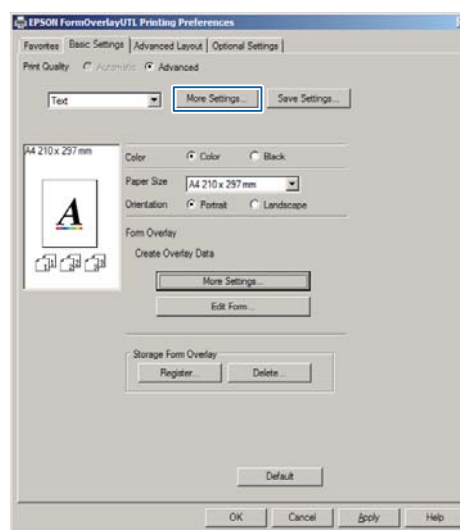 EPSON FormOverlayUTL Printing Preferences
Favorites Basic Settings Advanced Layout Optional Settings
Print Quality Automatic Advanced
Text More Settings... Save Settings...
A4 210 x 297 mm
Color Color Black
Paper Size A4 210 x 297 mm
Orientation Portrait Landscape
A
Form Overlay
Create Overlay Data
More Settings...
Edit Form...
Storage Form Overlay
Register... Delete...
Default
OK Cancel Apply Help